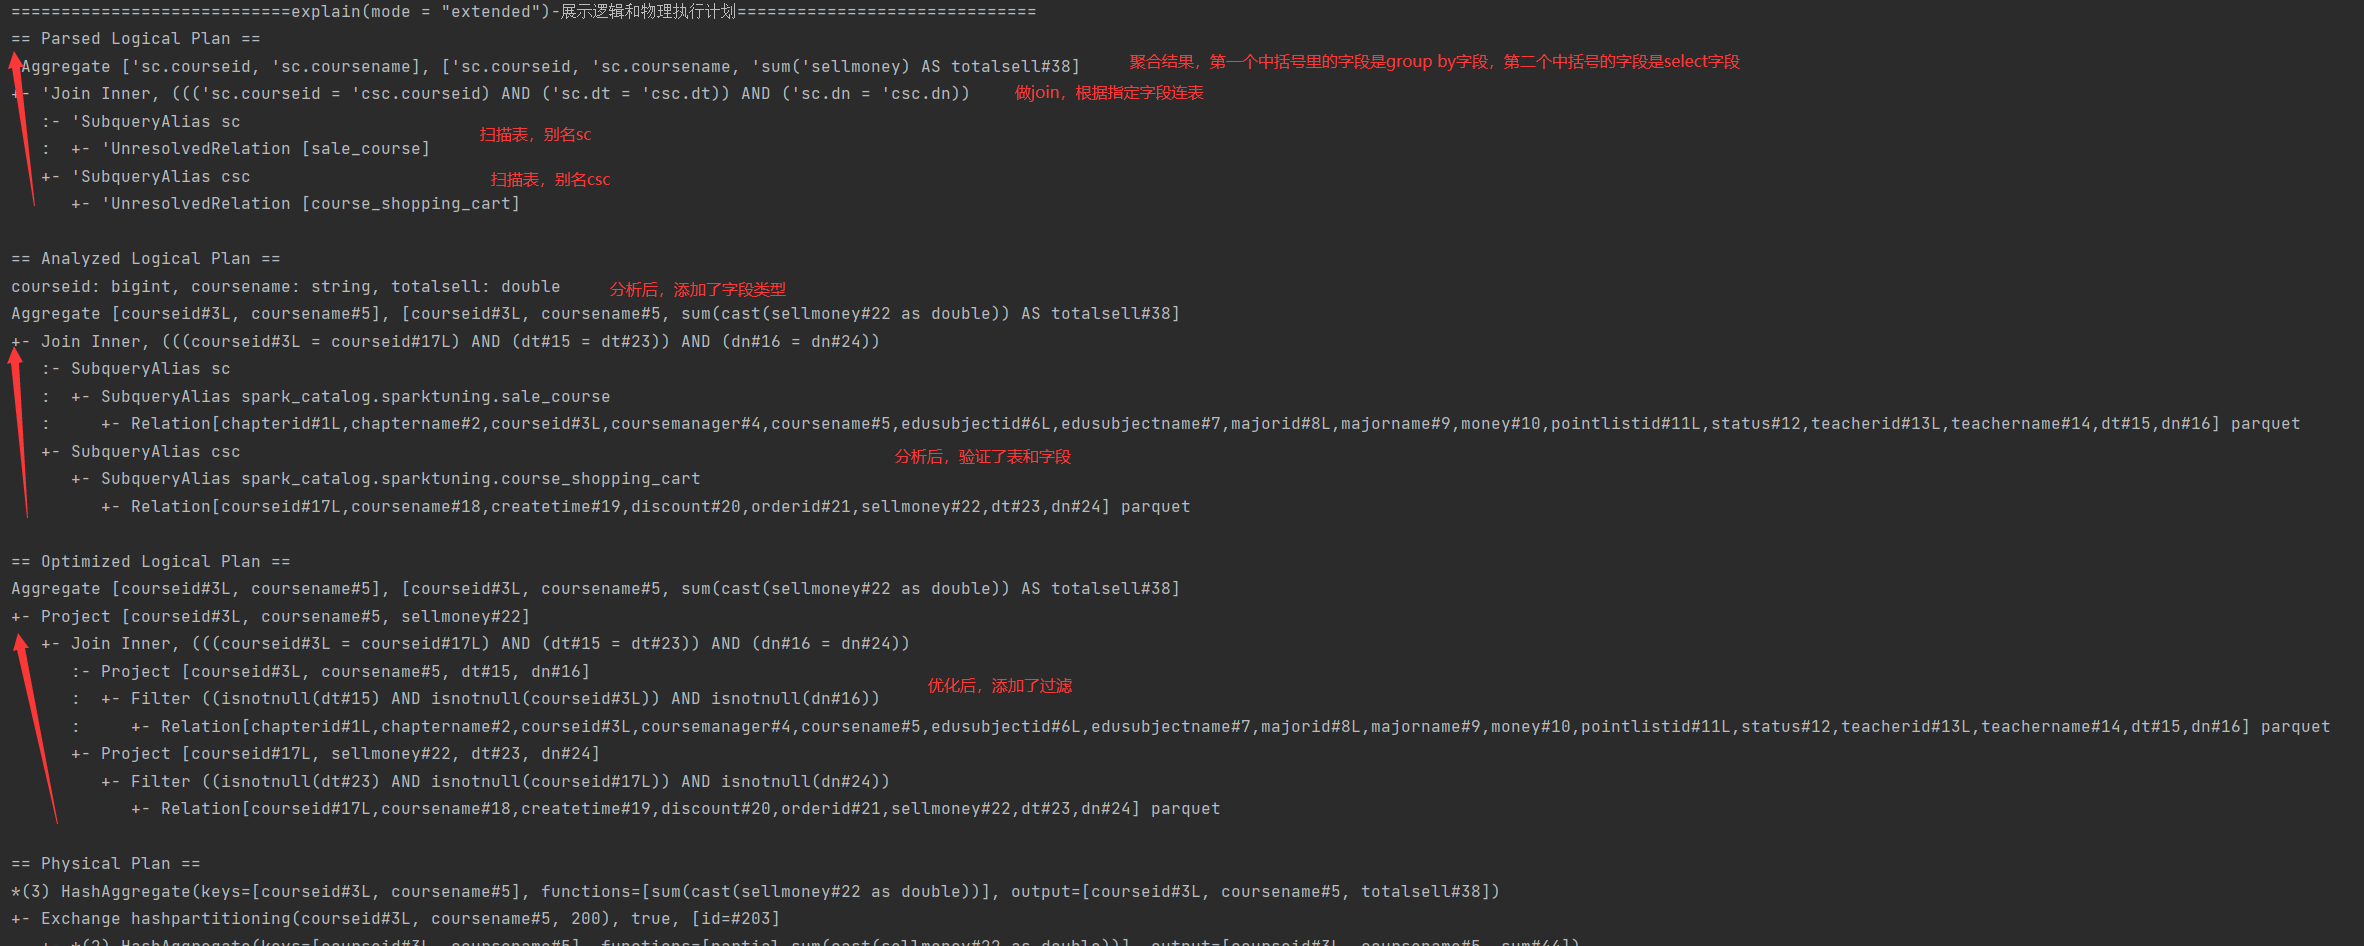 ============================explain(mode = "extended")-展示逻辑和物理执行计划==============================
== Parsed Logical Plan ==
'Aggregate ['sc.courseid, 'sc.coursename], ['sc.courseid, 'sc.coursename, 'sum('sellmoney) AS totalsell#38] 聚合结果，第一个中括号里的字段是group by字段，第二个中括号的字段是select字段
+- 'Join Inner, ((('sc.courseid = 'csc.courseid) AND ('sc.dt = 'csc.dt)) AND ('sc.dn = 'csc.dn)) 做join，根据指定字段连表
:- 'SubqueryAlias sc
扫描表，别名sc
: +- 'UnresolvedRelation [sale_course]
+- 'SubqueryAlias csc 扫描表，别名csc
+- 'UnresolvedRelation [course_shopping_cart]
== Analyzed Logical Plan ==
courseid: bigint, coursename: string, totalsell: double 分析后，添加了字段类型
Aggregate [courseid#3L, coursename#5], [courseid#3L, coursename#5, sum(cast(sellmoney#22 as double)) AS totalsell#38]
+- Join Inner, (((courseid#3L = courseid#17L) AND (dt#15 = dt#23)) AND (dn#16 = dn#24))
:- SubqueryAlias sc
: +- SubqueryAlias spark_catalog.sparktuning.sale_course
: +- Relation[chapterid#1L,chaptername#2,courseid#3L,coursemanager#4,coursename#5,edusubjectid#6L,edusubjectname#7,majorid#8L,majorname#9,money#10,pointlistid#11L,status#12,teacherid#13L,teachername#14,dt#15,dn#16] parquet
+- SubqueryAlias csc 分析后，验证了表和字段
+- SubqueryAlias spark_catalog.sparktuning.course_shopping_cart
+- Relation[courseid#17L,coursename#18,createtime#19,discount#20,orderid#21,sellmoney#22,dt#23,dn#24] parquet
== Optimized Logical Plan ==
Aggregate [courseid#3L, coursename#5], [courseid#3L, coursename#5, sum(cast(sellmoney#22 as double)) AS totalsell#38]
+- Project [courseid#3L, coursename#5, sellmoney#22]
+- Join Inner, (((courseid#3L = courseid#17L) AND (dt#15 = dt#23)) AND (dn#16 = dn#24))
:- Project [courseid#3L, coursename#5, dt#15, dn#16]
优化后，添加了过滤
: +- Filter ((isnotnull(dt#15) AND isnotnull(courseid#3L)) AND isnotnull(dn#16))
: +- Relation[chapterid#1L,chaptername#2,courseid#3L,coursemanager#4,coursename#5,edusubjectid#6L,edusubjectname#7,majorid#8L,majorname#9,money#10,pointlistid#11L,status#12,teacherid#13L,teachername#14,dt#15,dn#16] parquet
+- Project [courseid#17L, sellmoney#22, dt#23, dn#24]
+- Filter ((isnotnull(dt#23) AND isnotnull(courseid#17L)) AND isnotnull(dn#24))
+- Relation[courseid#17L,coursename#18,createtime#19,discount#20,orderid#21,sellmoney#22,dt#23,dn#24] parquet
== Physical Plan ==
*(3) HashAggregate(keys=[courseid#3L, coursename#5], functions=[sum(cast(sellmoney#22 as double))], output=[courseid#3L, coursename#5, totalsell#38])
+- Exchange hashpartitioning(courseid#3L, coursename#5, 200), true, [id=#203]
+- *(2) HashAggregate(keys=[courseid#3L, coursename#5], functions=[partial_sum(cast(sellmoney#22 as double))], output=[courseid#3L, coursename#5, sum#44])